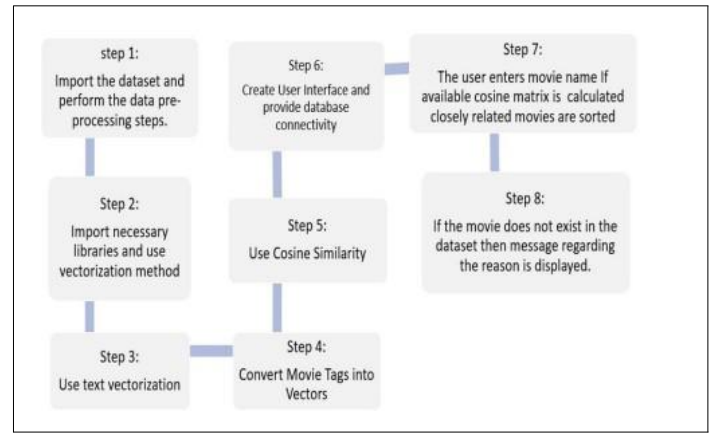 step 1:
Import the dataset and
perform the data pre-
processing steps.
Step 2:
Import necessary
libraries and use
vectorization method
Step 3:
Use text vectorization
Step 4:
Convert Movie Tags into
Vectors
Step 5:
Use Cosine Similarity
Step 6:
Create User Interface and
provide database
connectivity
Step 7:
The user enters movie name If
available cosine matrix is calculated
closely related movies are sorted
Step 8:
If the movie does not exist in the
dataset then message regarding
the reason is displayed.